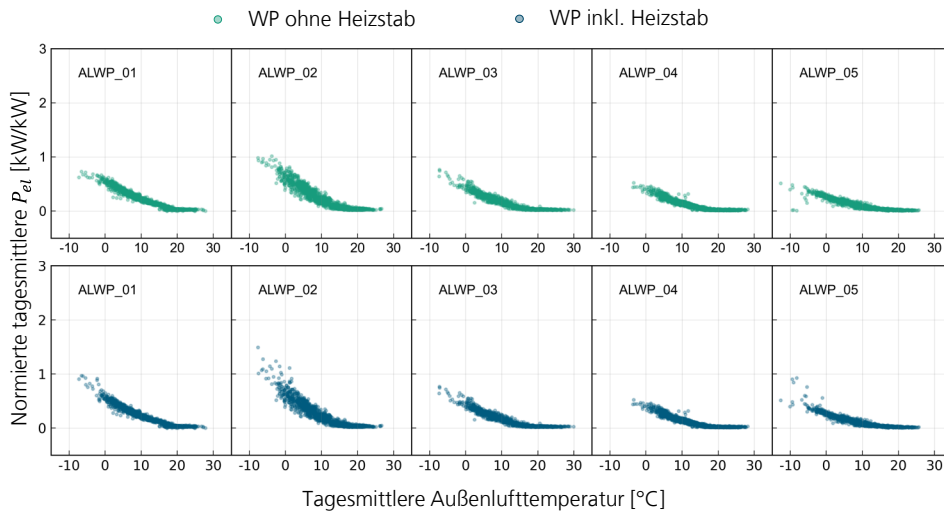 WP ohne Heizstab
WP inkl. Heizstab
Normierte tagesmittlere P_el [kW/kW]
3
2
1
0
ALWP_01
ALWP_02
ALWP_03
ALWP_04
ALWP_05
-10 0 10 20 30
-10 0 10 20 30
-10 0 10 20 30
-10 0 10 20 30
-10 0 10 20 30
3
2
1
0
ALWP_01
ALWP_02
ALWP_03
ALWP_04
ALWP_05
-10 0 10 20 30
-10 0 10 20 30
-10 0 10 20 30
-10 0 10 20 30
-10 0 10 20 30
Tagesmittlere Außenlufttemperatur [°C]